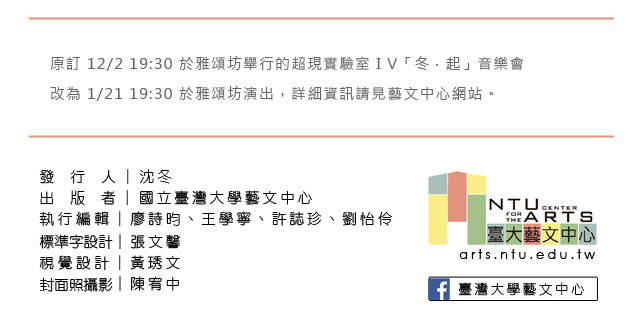 原訂 12/2 19:30 於雅頌坊舉行的超現實驗室 I V「冬．起」音樂會
改為 1/21 19:30 於雅頌坊演出，詳細資訊請見藝文中心網站。
發行人｜沈冬
出版者｜國立臺灣大學藝文中心
執行編輯｜廖詩昀、王學寧、許誌珍、劉怡伶
標準字設計｜張文馨
視覺設計｜黃琇文
封面照攝影｜陳宥中
NTU CENTER FOR THE ARTS
臺大藝文中心
arts.ntu.edu.tw
f 臺灣大學藝文中心